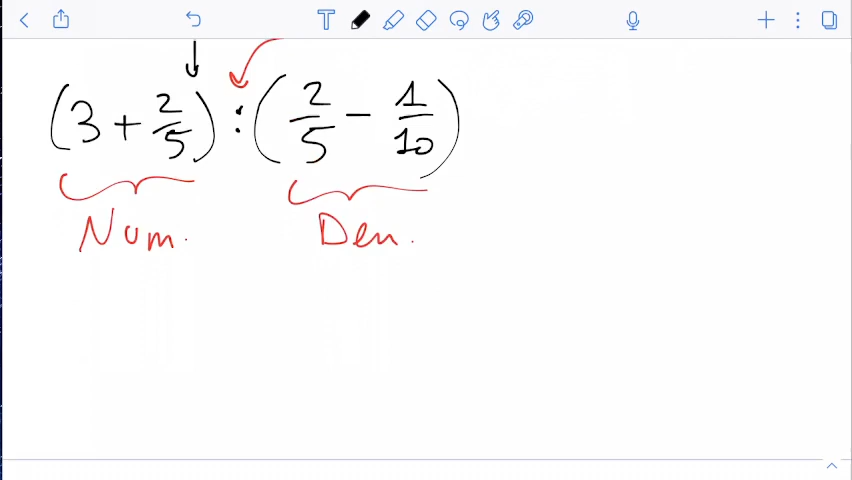 (3 + 2/5) : (2/5 - 1/10)
Num. Den.